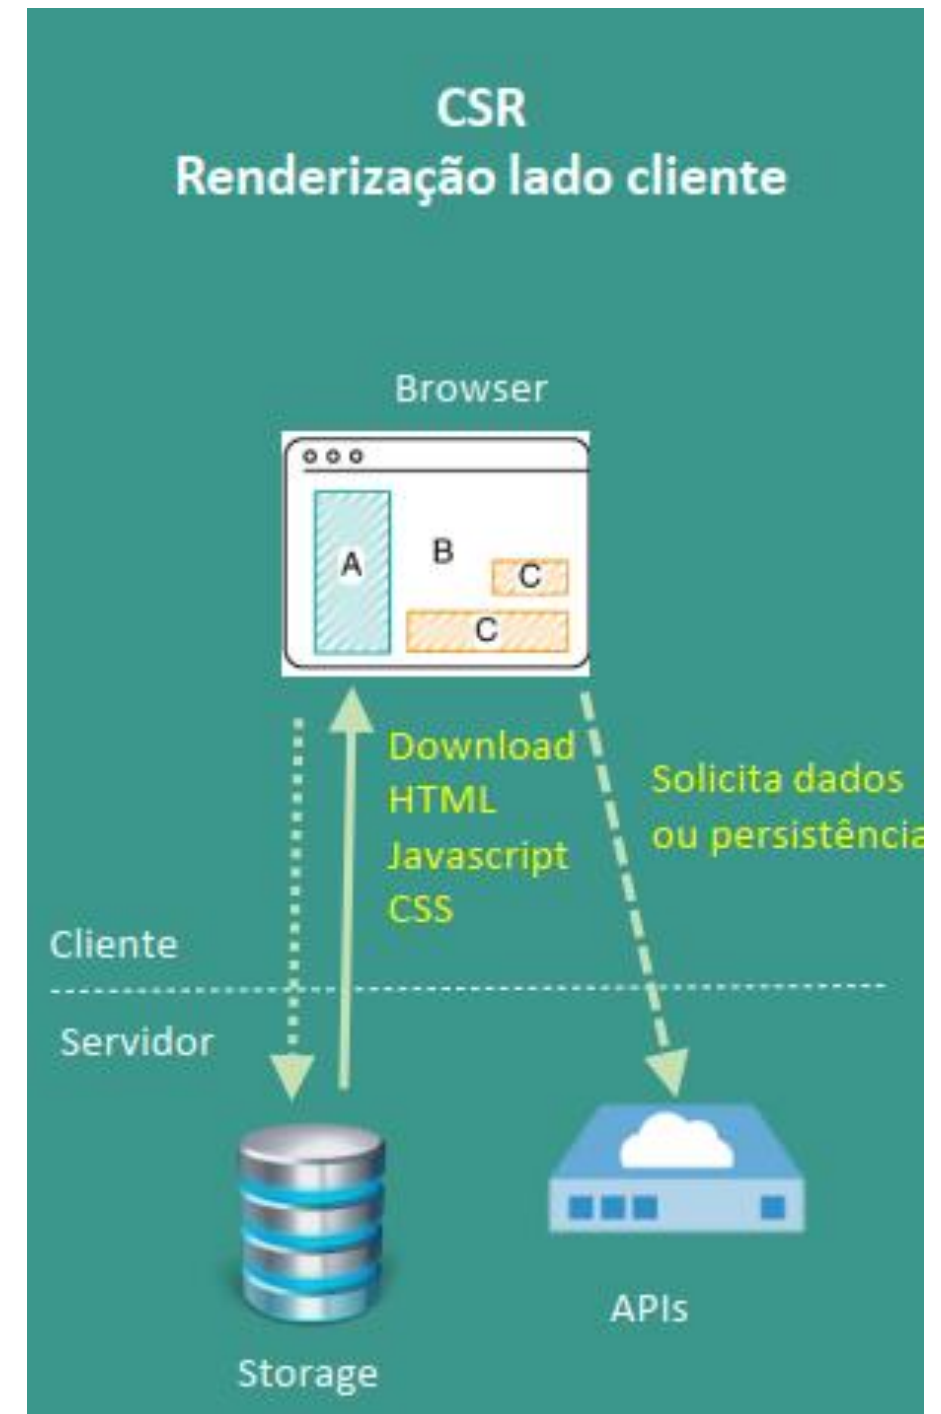 CSR
Renderização lado cliente
Browser
A
B
C
C
Download
HTML
Javascript
CSS
Solicita dados
ou persistência
Cliente
Servidor
APIs
Storage